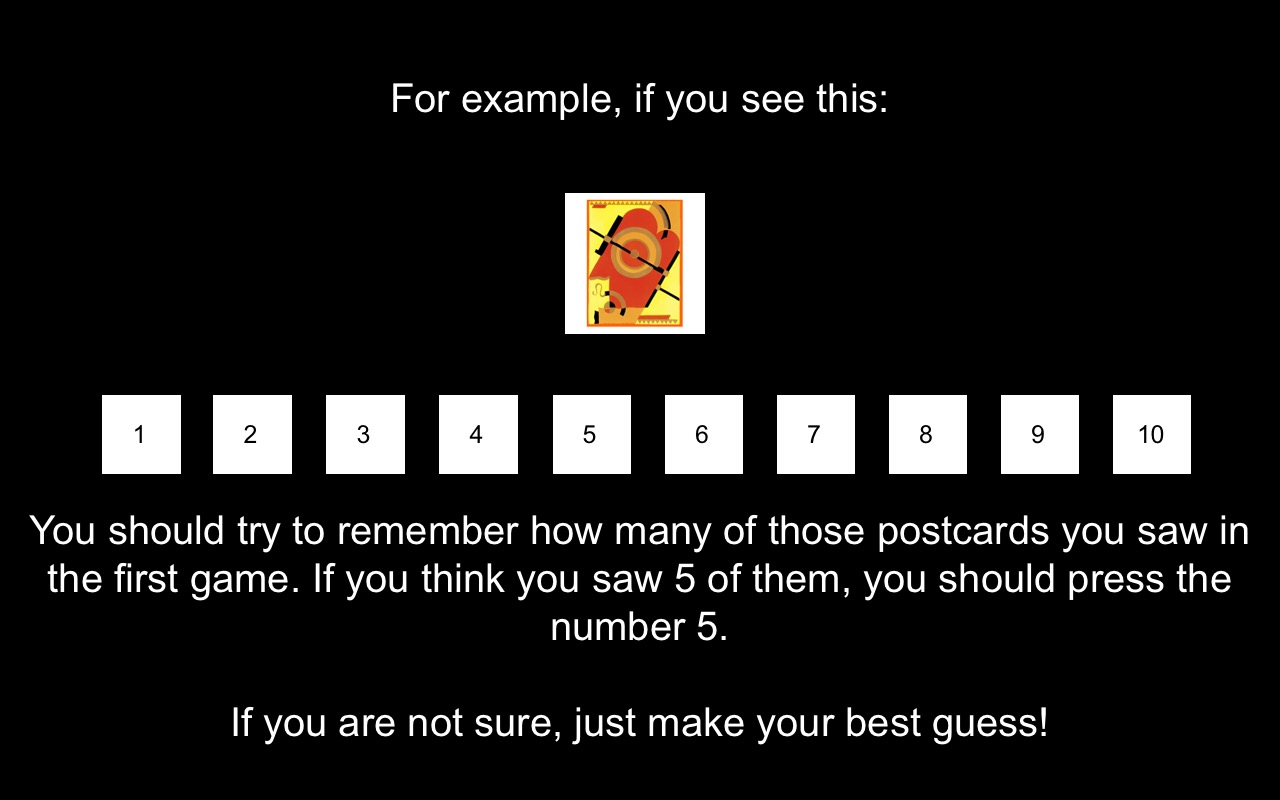 For example, if you see this:
1 2 3 4 5 6 7 8 9 10
You should try to remember how many of those postcards you saw in
the first game. If you think you saw 5 of them, you should press the
number 5.
If you are not sure, just make your best guess!